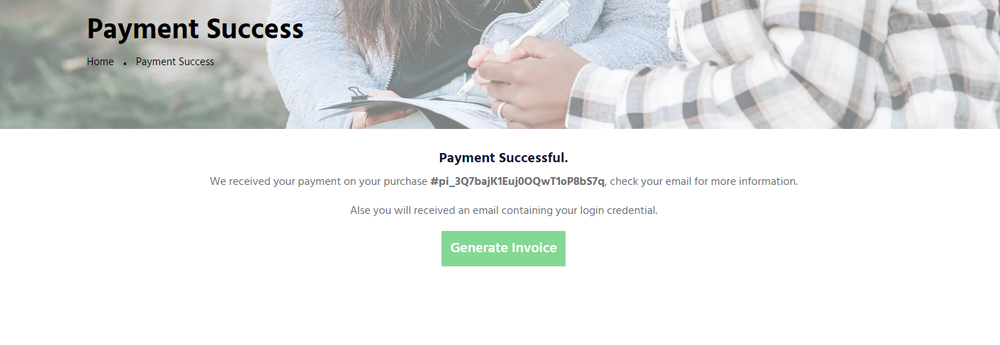 Payment Success
Home • Payment Success
Payment Successful.
We received your payment on your purchase #pi_3Q7bajK1Euj0OQwT1oP8bS7q, check your email for more information.
Alse you will received an email containing your login credential.
Generate Invoice